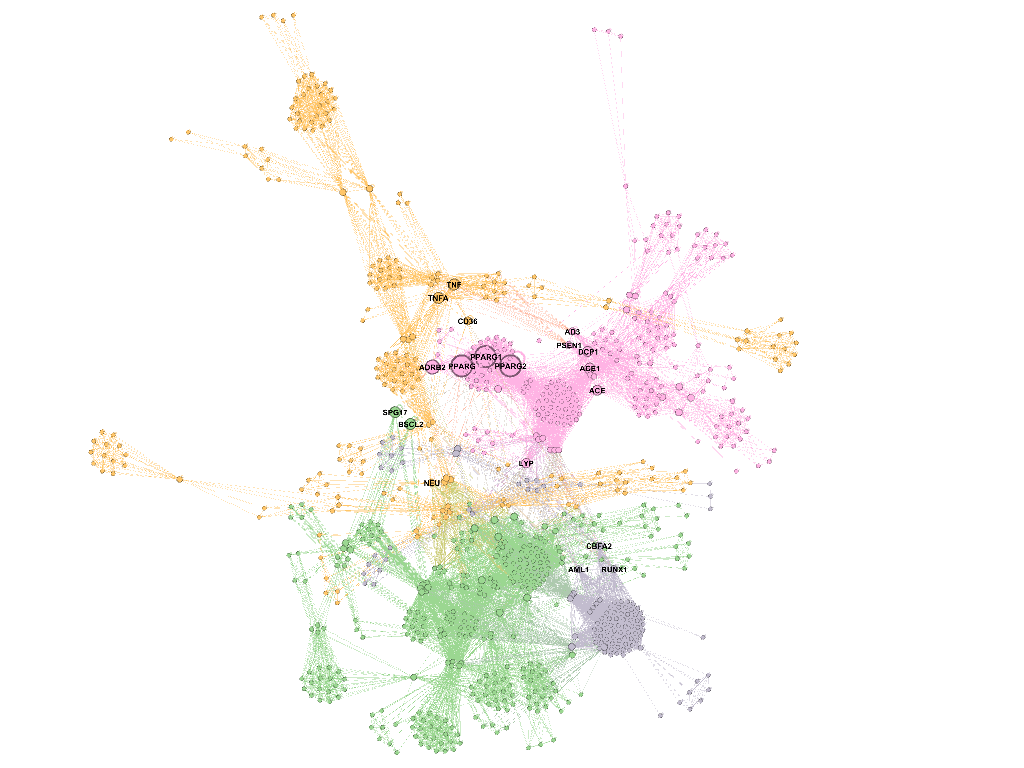 TNF
TNFA
CD36
AD3
PSEN1
DCP1
PPARG1
ADRB2
PPARG
PPARG2
ACE1
ACE
SPG17
BSCL2
LYP
NEU
CBFA2
AML1
RUNX1